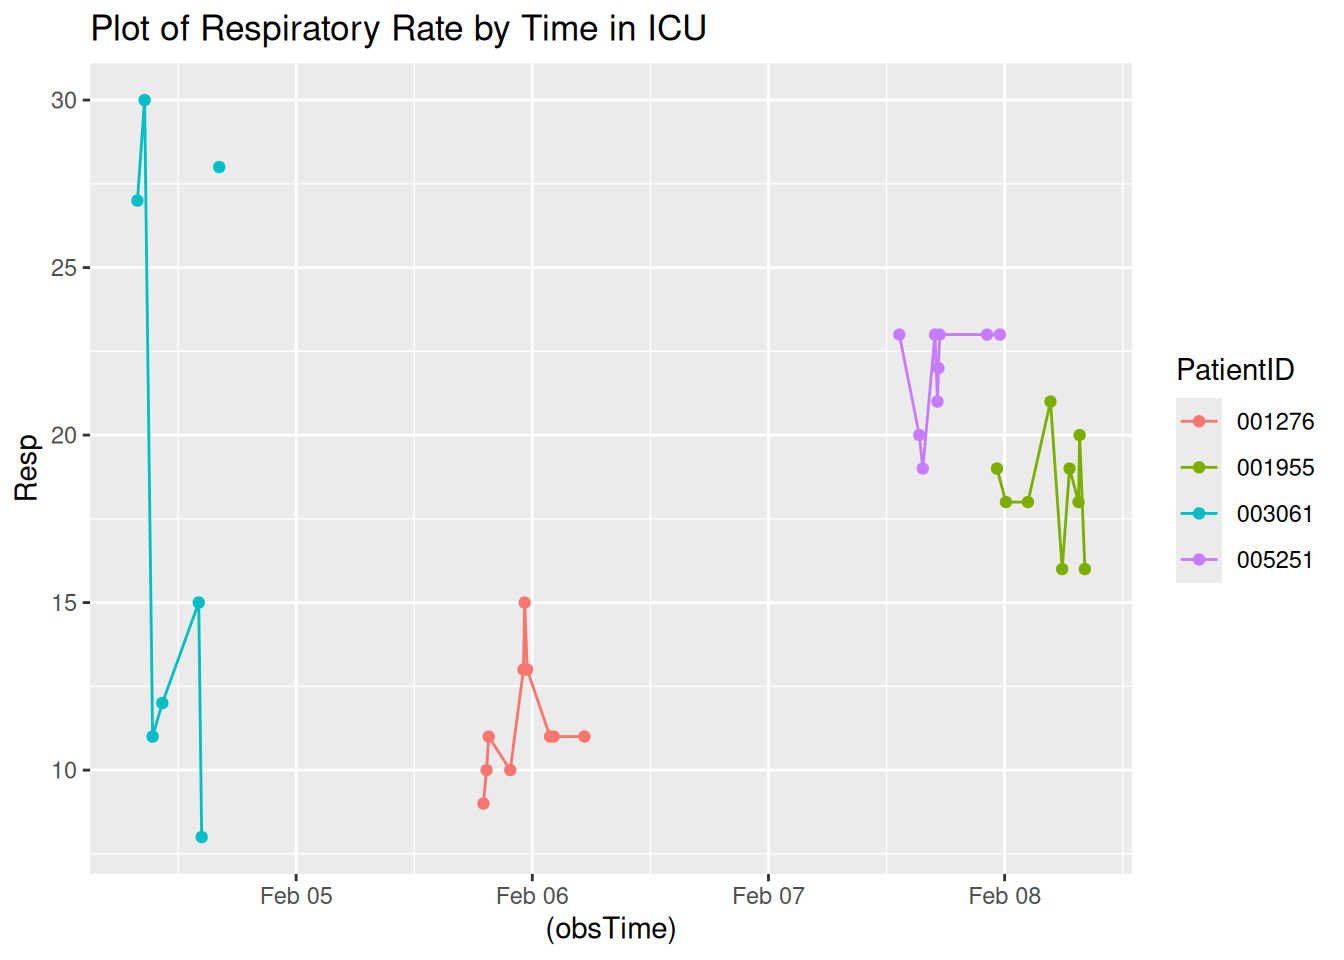 Plot of Respiratory Rate by Time in ICU
30
25
20
15
10
Resp
Feb 05
Feb 06
Feb 07
Feb 08
(obsTime)
PatientID
001276
001955
003061
005251